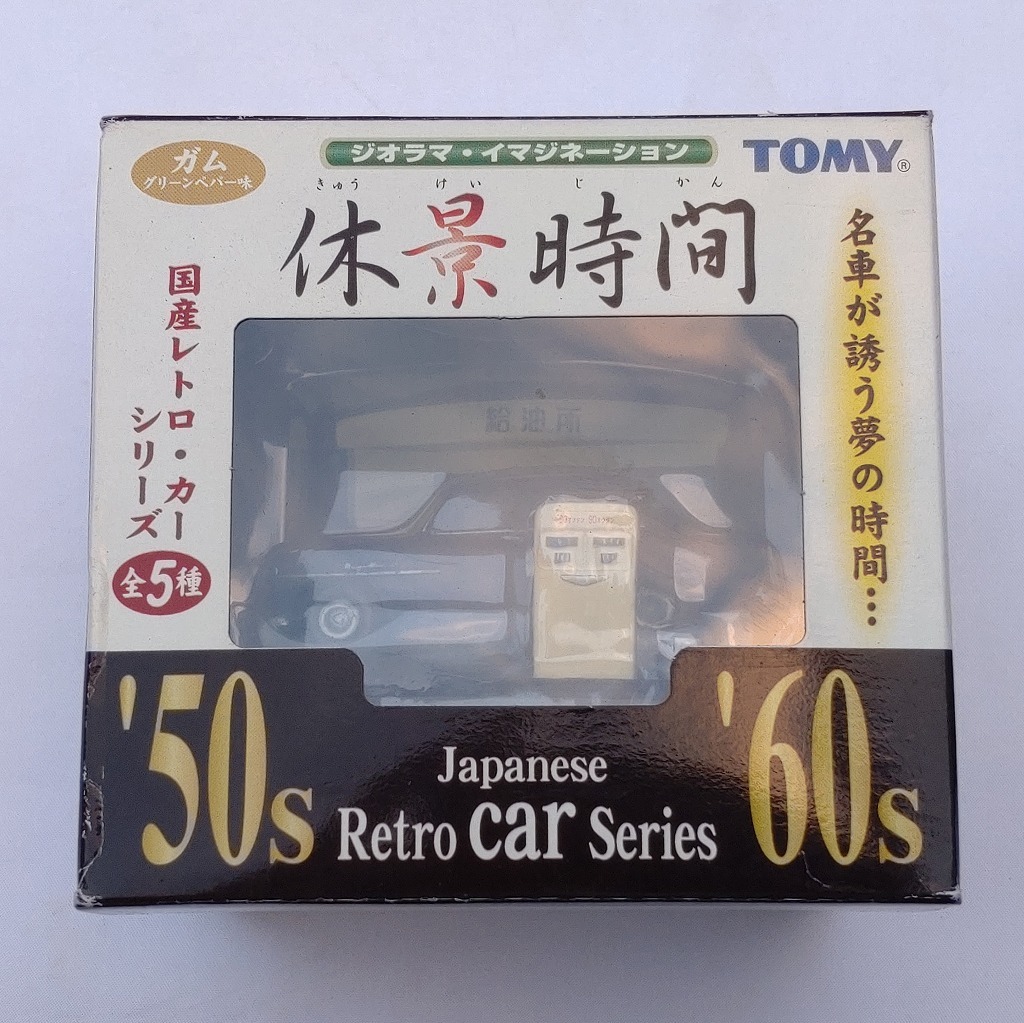 ガム
グリーンペパー味
ジオラマ・イマジネーション
TOMY®
きゅう けい じ かん
休景時間
国産レトロ・カー
シリーズ
全5種
名車が誘う夢の時間…
給油所
'50s
'60s
Japanese
Retro car Series